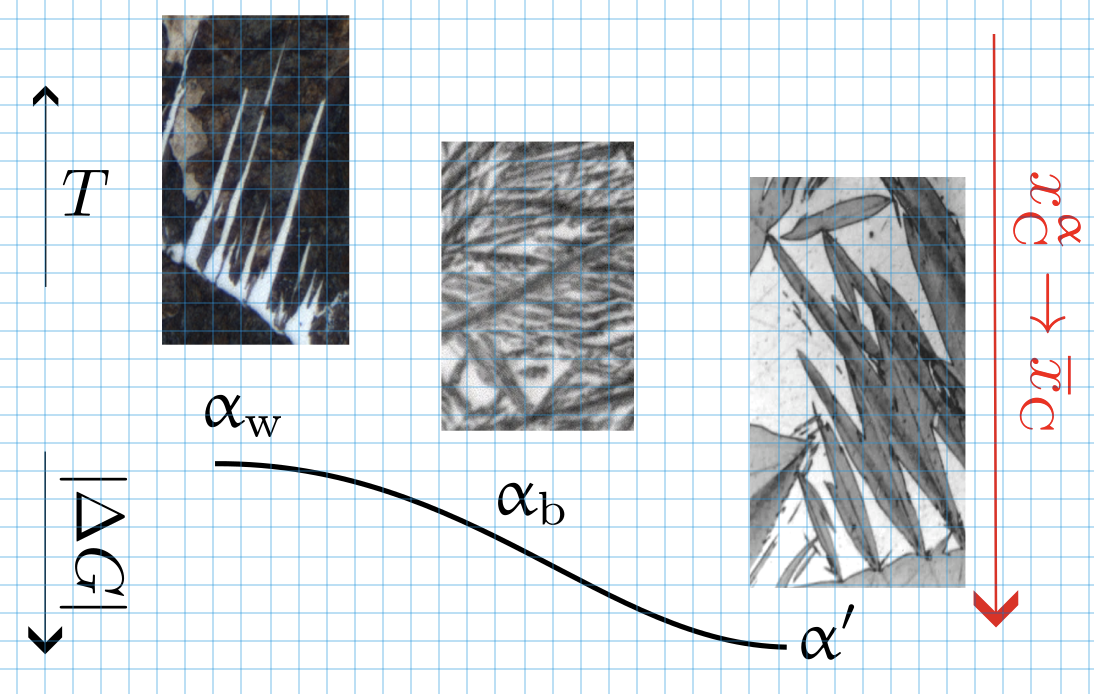 T
|ΔG|
α_w
α_b
α′
x_C^α → x̅_C